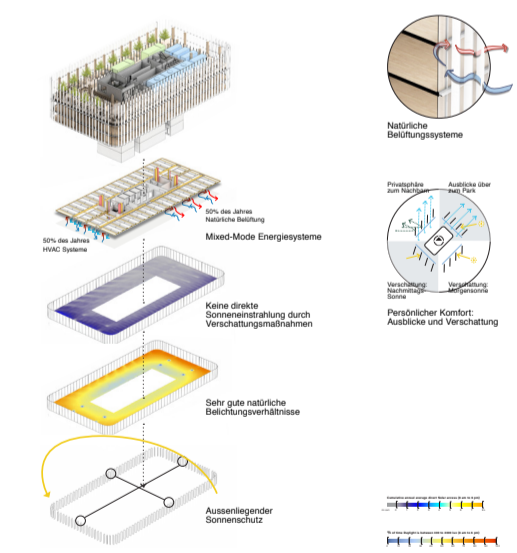 Natürliche
Belüftungssysteme
50% des Jahres
Natürliche Belüftung
50% des Jahres
HVAC Systeme
Mixed-Mode Energiesysteme
Privatsphäre
zum Nachbarn
Ausblicke über
zum Park
Verschattung:
Nachmittags-
Sonne
Verschattung:
Morgensonne
Persönlicher Komfort:
Ausblicke und Verschattung
Keine direkte
Sonneneinstrahlung durch
Verschattungsmaßnahmen
Sehr gute natürliche
Belichtungsverhältnisse
Aussenliegender
Sonnenschutz